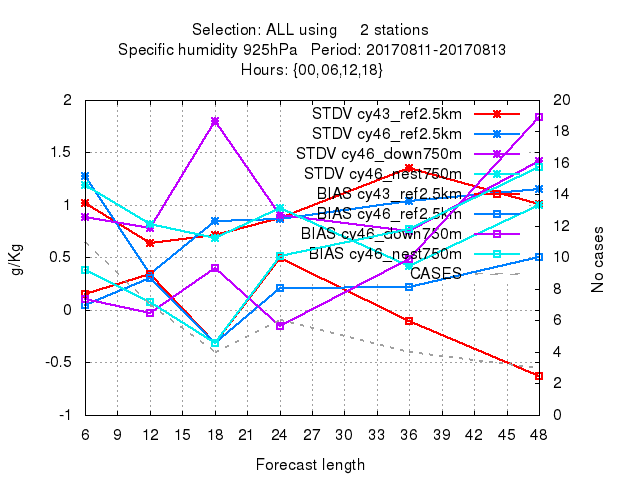 Selection: ALL using 2 stations
Specific humidity 925hPa Period: 20170811-20170813
Hours: {00,06,12,18}
2
1.5
1
0.5
0
-0.5
-1
g/Kg
20
18
16
14
12
10
8
6
4
2
0
No cases
STDV cy43_ref2.5km
STDV cy46_ref2.5km
STDV cy46_down750m
STDV cy46_nest750m
BIAS cy43_ref2.5km
BIAS cy46_ref2.5km
BIAS cy46_down750m
BIAS cy46_nest750m
CASES
6 9 12 15 18 21 24 27 30 33 36 39 42 45 48
Forecast length